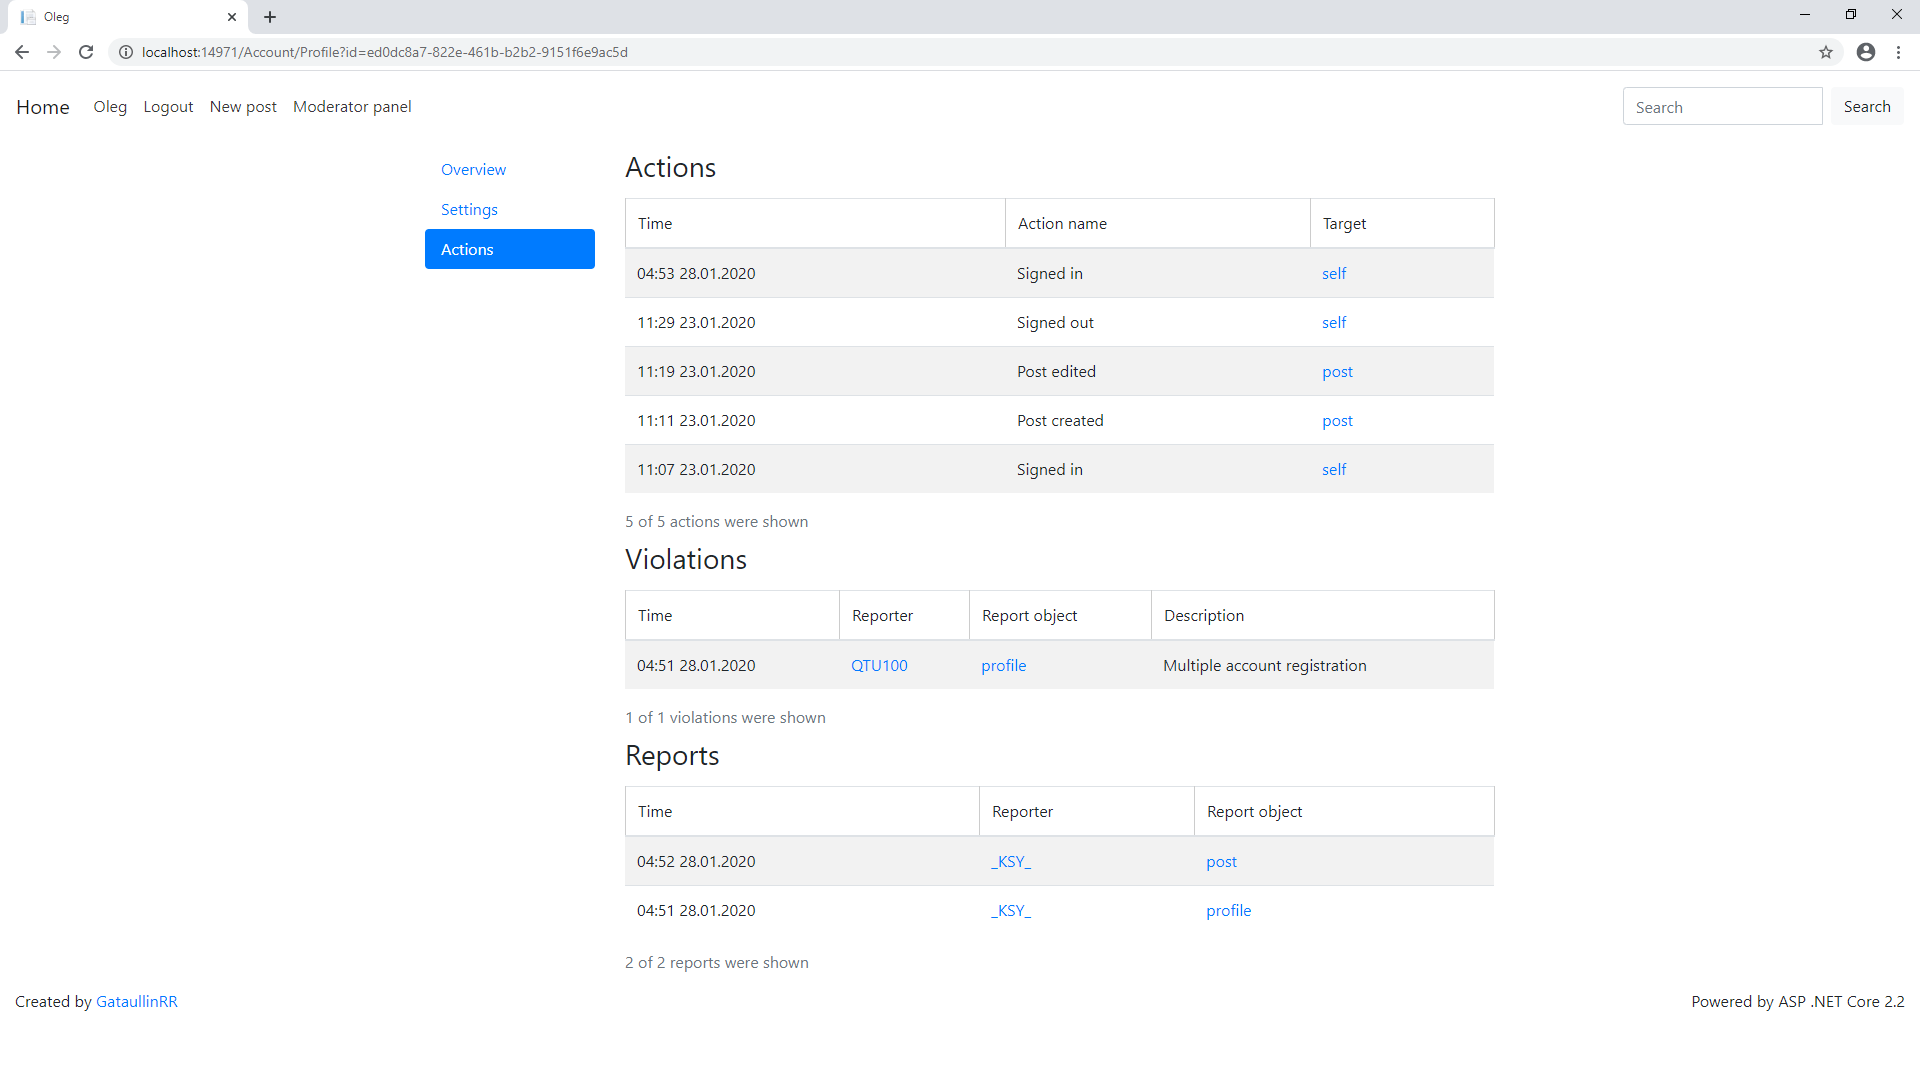 Oleg
localhost:14971/Account/Profile?id=ed0dc8a7-822e-461b-b2b2-9151f6e9ac5d
Home Oleg Logout New post Moderator panel Search Search
Overview
Settings
Actions
Actions
Time Action name Target
04:53 28.01.2020 Signed in self
11:29 23.01.2020 Signed out self
11:19 23.01.2020 Post edited post
11:11 23.01.2020 Post created post
11:07 23.01.2020 Signed in self
5 of 5 actions were shown
Violations
Time Reporter Report object Description
04:51 28.01.2020 QTU100 profile Multiple account registration
1 of 1 violations were shown
Reports
Time Reporter Report object
04:52 28.01.2020 _KSY_ post
04:51 28.01.2020 _KSY_ profile
2 of 2 reports were shown
Created by GataullinRR Powered by ASP .NET Core 2.2